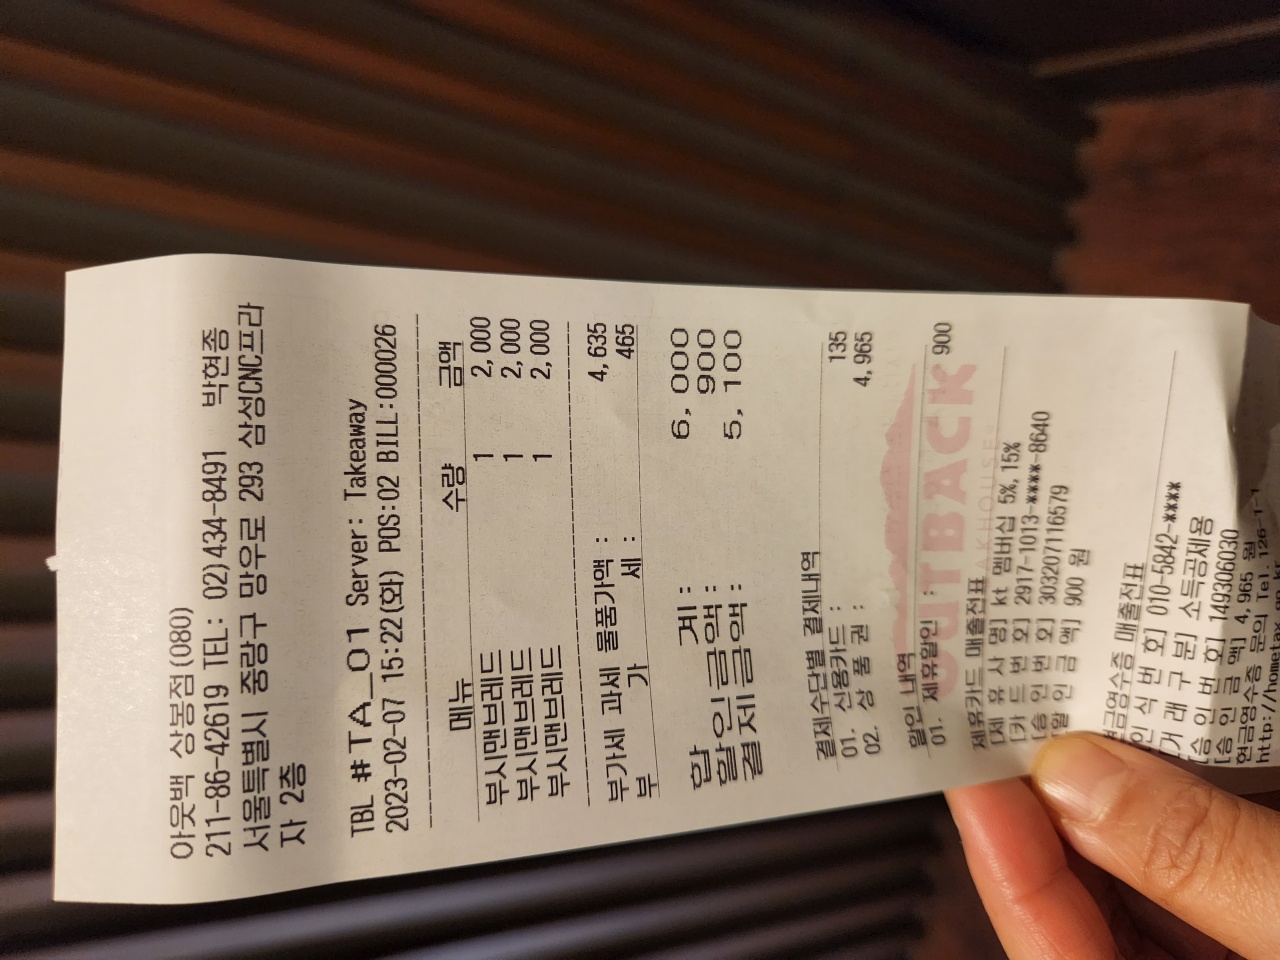 아웃백 상봉점(080)
211-86-42619 TEL: 02)434-8491 박현종
서울특별시 중랑구 망우로 293 삼성CNC프라
자 2층
TBL #TA_01 Server: Takeaway
2023-02-07 15:22(화) POS:02 BILL:000026
메뉴 수량 금액
부시맨브레드 1 2,000
부시맨브레드 1 2,000
부시맨브레드 1 2,000
부가세 과세 물품가액 : 4,635
부 가 세 : 465
합 계 : 6,000
할인금액 : 900
결제금액 : 5,100
결제수단별 결제내역
01. 신용카드 : 135
02. 상 품 권 : 4,965
할인 내역
01. 제휴할인 : 900
OUTBACK
제휴카드 매출전표
[제 휴 사 명] kt 멤버십 5%,15%
[카 드 번 호] 2917-1013-****-8640
[승 인 번 호] 303207116579
[할 인 금 액] 900 원
현금영수증 매출전표
[인 식 번 호] 010-5842-****
[거 래 구 분] 소득공제용
[승 인 번 호] 149306030
[승 인 금 액] 4,965 원
현금영수증 문의 Tel. 126-1-1